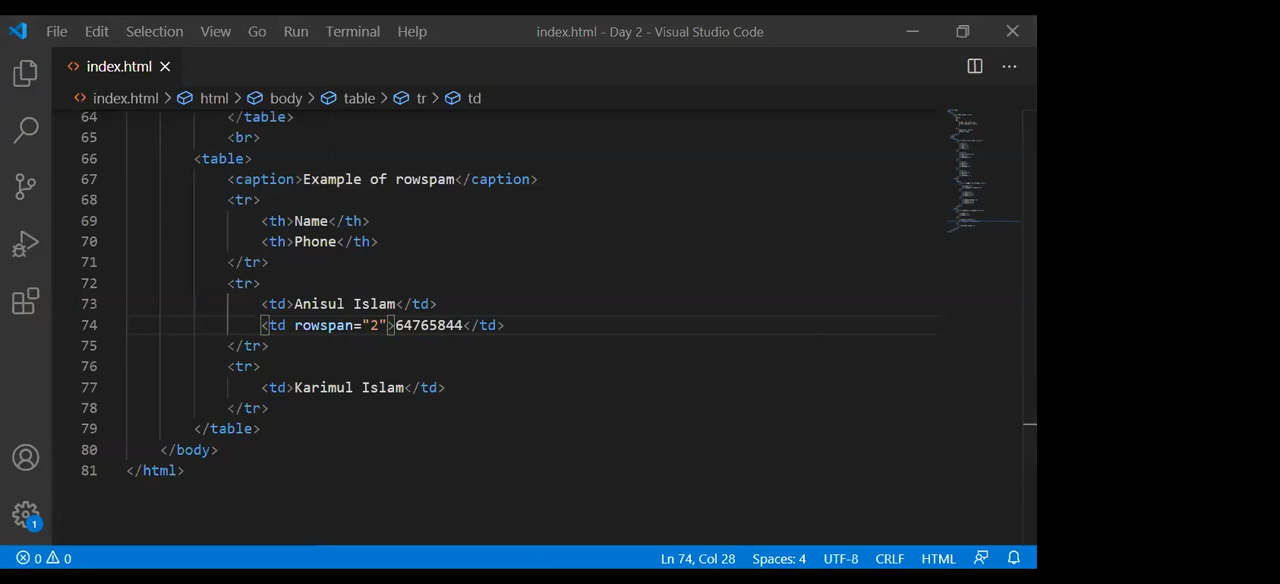 File Edit Selection View Go Run Terminal Help index.html - Day 2 - Visual Studio Code
index.html
index.html > html > body > table > tr > td
64 </table>
65 <br>
66 <table>
67 <caption>Example of rowspam</caption>
68 <tr>
69 <th>Name</th>
70 <th>Phone</th>
71 </tr>
72 <tr>
73 <td>Anisul Islam</td>
74 <td rowspan="2">64765844</td>
75 </tr>
76 <tr>
77 <td>Karimul Islam</td>
78 </tr>
79 </table>
80 </body>
81 </html>
1
0 0 Ln 74, Col 28 Spaces: 4 UTF-8 CRLF HTML